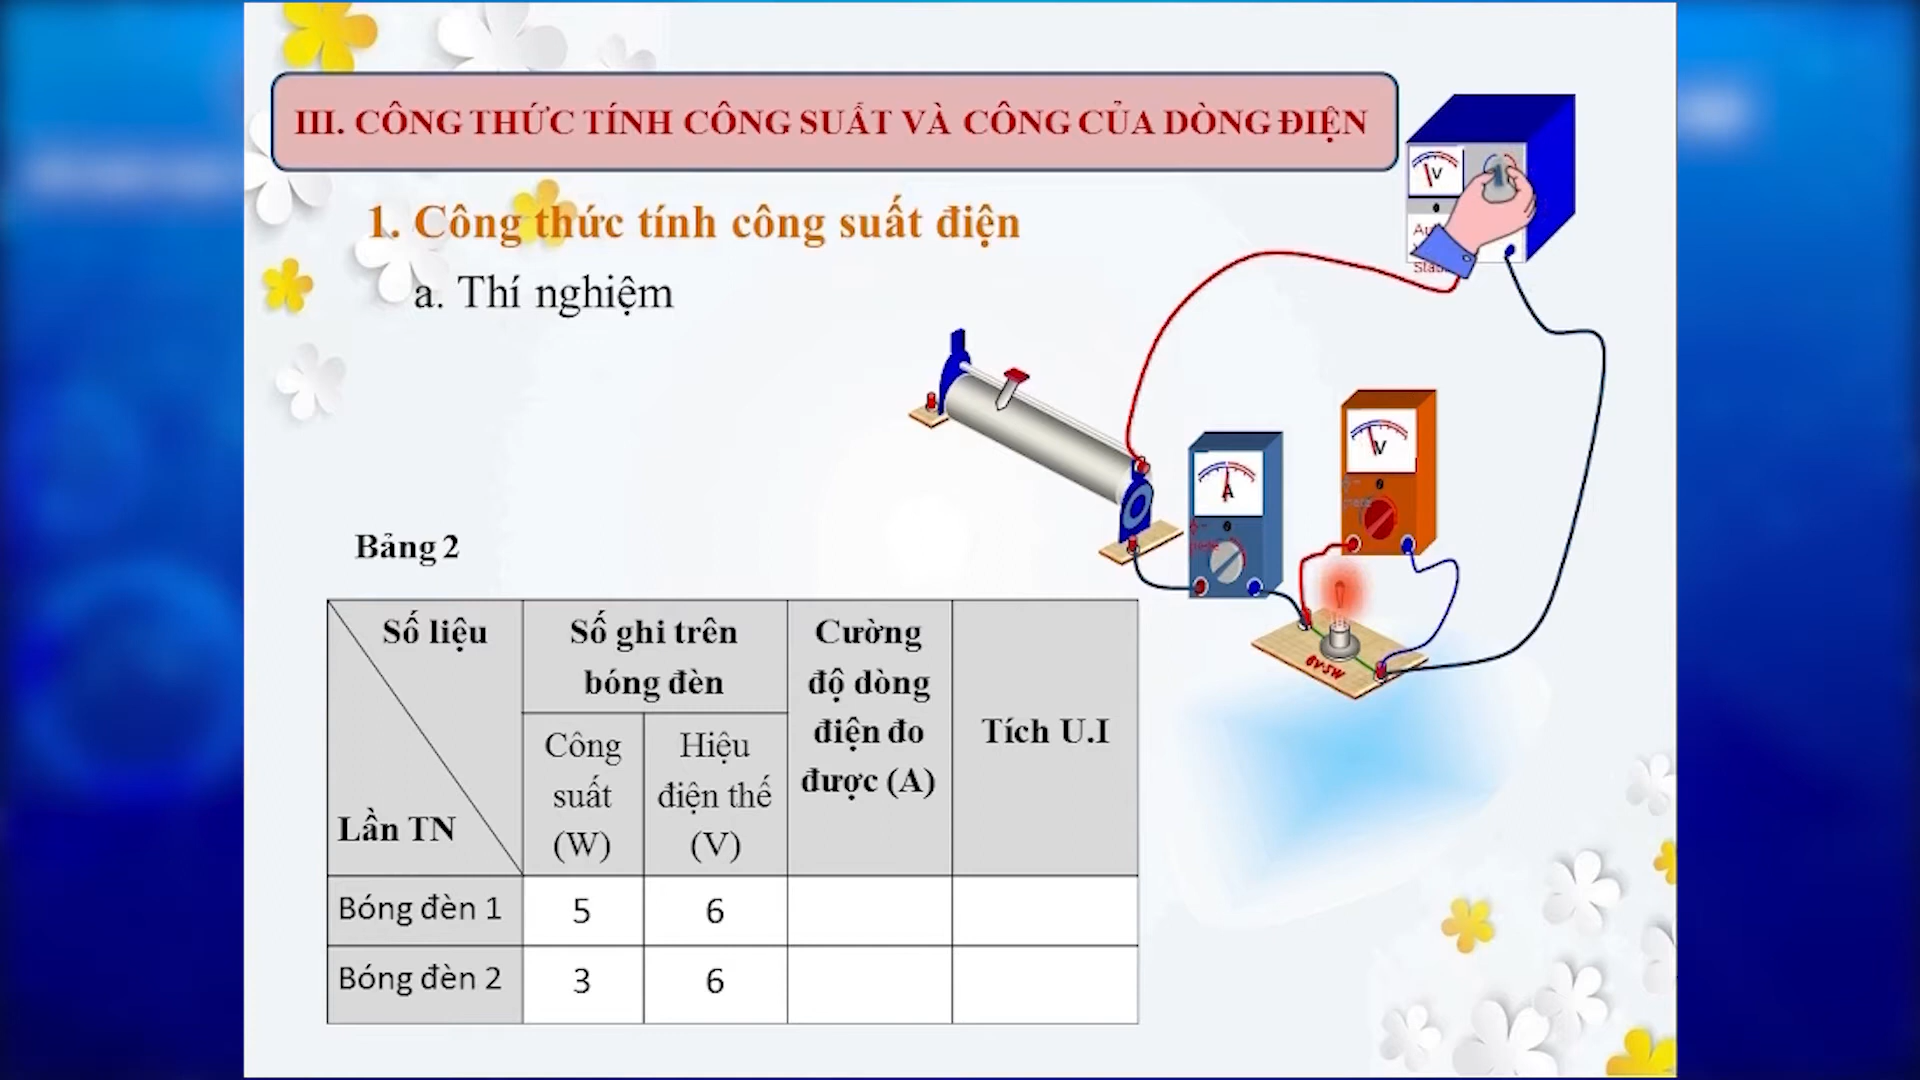 III. CÔNG THỨC TÍNH CÔNG SUẤT VÀ CÔNG CỦA DÒNG ĐIỆN
1. Công thức tính công suất điện
a. Thí nghiệm
V
A
V
6V-5W
Bảng 2
Số liệu
Lần TN
Số ghi trên
bóng đèn
Công
suất
(W)
Hiệu
điện thế
(V)
Cường
độ dòng
điện đo
được (A)
Tích U.I
Bóng đèn 1
5
6
Bóng đèn 2
3
6